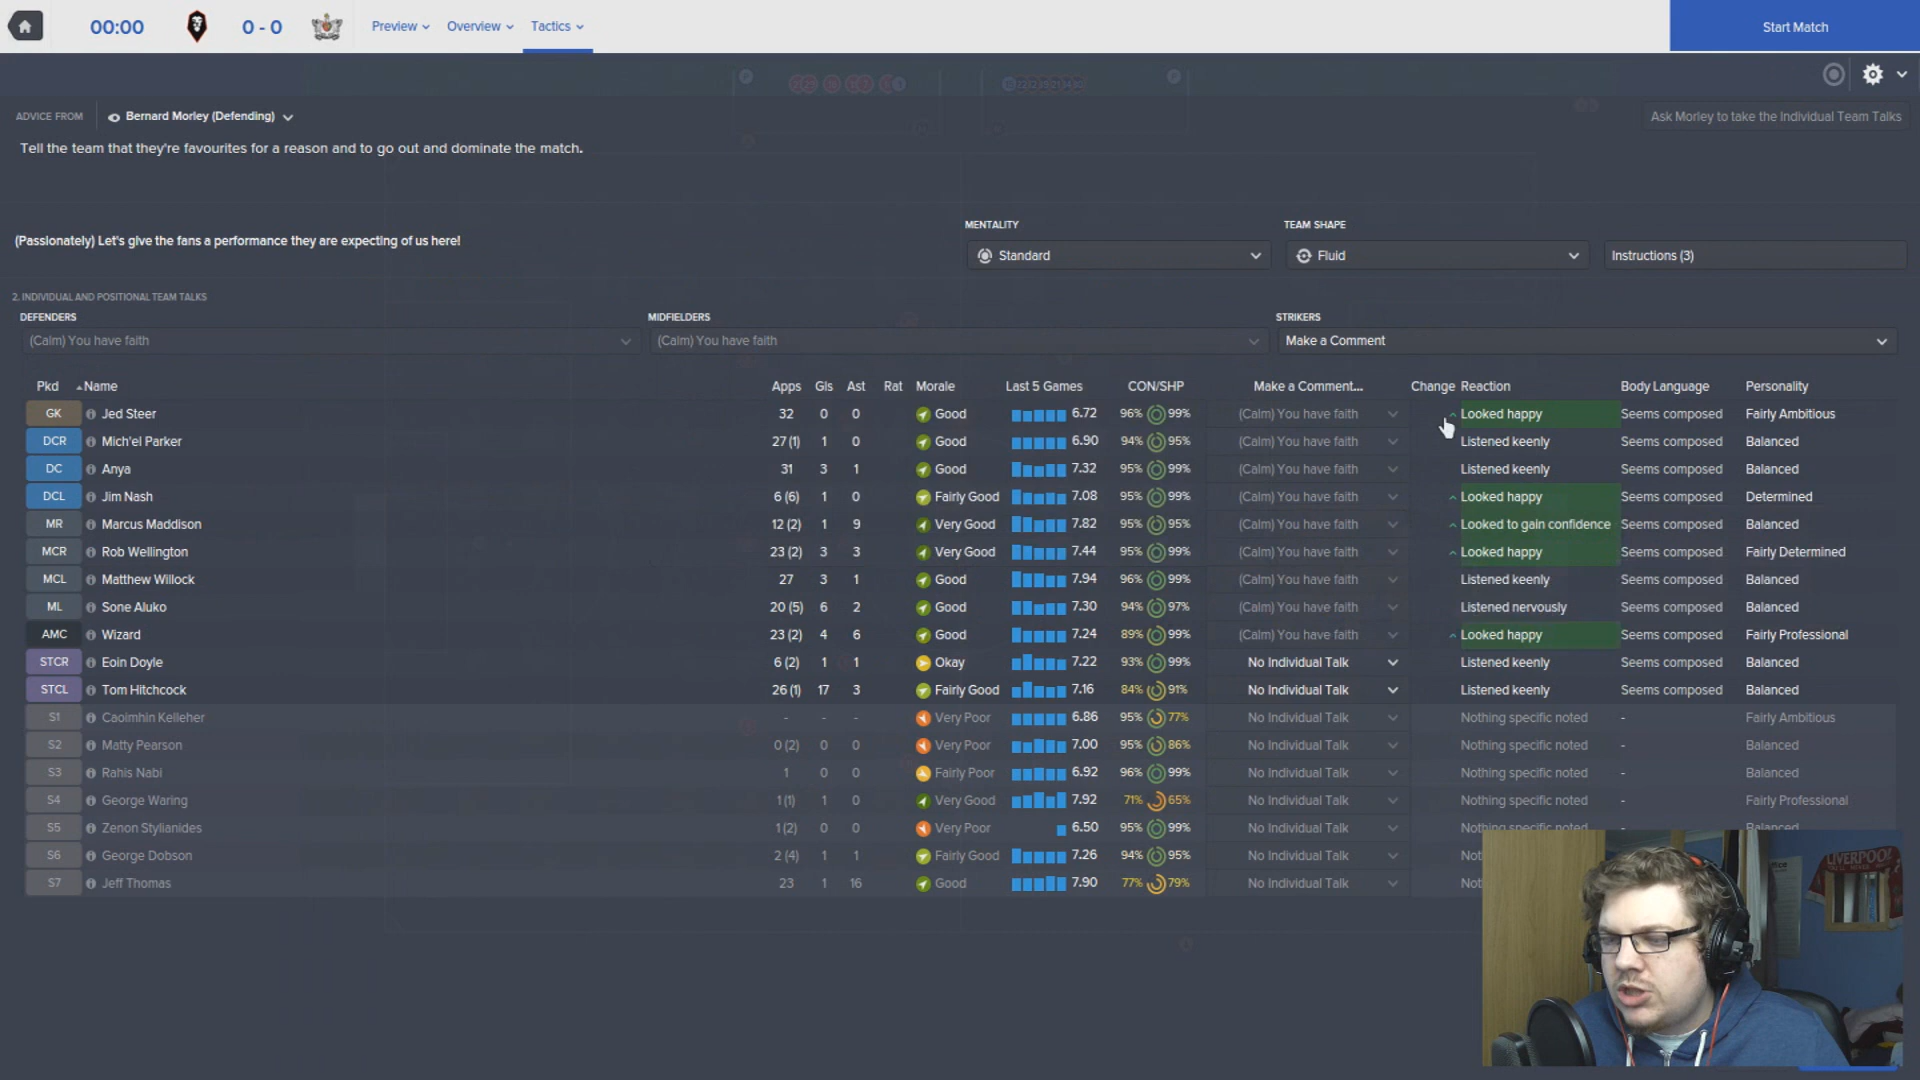 00:00 0 - 0 Preview Overview Tactics Start Match
ADVICE FROM Bernard Morley (Defending) Ask Morley to take the Individual Team Talks
Tell the team that they're favourites for a reason and to go out and dominate the match.
MENTALITY TEAM SHAPE
(Passionately) Let's give the fans a performance they are expecting of us here! Standard Fluid Instructions (3)
2. INDIVIDUAL AND POSITIONAL TEAM TALKS
DEFENDERS MIDFIELDERS STRIKERS
(Calm) You have faith (Calm) You have faith Make a Comment
Pkd Name Apps Gls Ast Rat Morale Last 5 Games CON/SHP Make a Comment... Change Reaction Body Language Personality
GK Jed Steer 32 0 0 Good 6.72 96% 99% (Calm) You have faith Looked happy Seems composed Fairly Ambitious
DCR Mich'el Parker 27 (1) 1 0 Good 6.90 94% 95% (Calm) You have faith Listened keenly Seems composed Balanced
DC Anya 31 3 1 Good 7.32 95% 99% (Calm) You have faith Listened keenly Seems composed Balanced
DCL Jim Nash 6 (6) 1 0 Fairly Good 7.08 95% 99% (Calm) You have faith Looked happy Seems composed Determined
MR Marcus Maddison 12 (2) 1 9 Very Good 7.82 95% 95% (Calm) You have faith Looked to gain confidence Seems composed Balanced
MCR Rob Wellington 23 (2) 3 3 Very Good 7.44 95% 99% (Calm) You have faith Looked happy Seems composed Fairly Determined
MCL Matthew Willock 27 3 1 Good 7.94 96% 99% (Calm) You have faith Listened keenly Seems composed Balanced
ML Sone Aluko 20 (5) 6 2 Good 7.30 94% 97% (Calm) You have faith Listened nervously Seems composed Balanced
AMC Wizard 23 (2) 4 6 Good 7.24 89% 99% (Calm) You have faith Looked happy Seems composed Fairly Professional
STCR Eoin Doyle 6 (2) 1 1 Okay 7.22 93% 99% No Individual Talk Listened keenly Seems composed Balanced
STCL Tom Hitchcock 26 (1) 17 3 Fairly Good 7.16 84% 91% No Individual Talk Listened keenly Seems composed Balanced
S1 Caoimhin Kelleher - - - Very Poor 6.86 95% 77% No Individual Talk Nothing specific noted - Fairly Ambitious
S2 Matty Pearson 0 (2) 0 0 Very Poor 7.00 95% 86% No Individual Talk Nothing specific noted - Balanced
S3 Rahis Nabi 1 0 0 Fairly Poor 6.92 96% 99% No Individual Talk Nothing specific noted - Balanced
S4 George Waring 1 (1) 1 0 Very Good 7.92 71% 65% No Individual Talk Nothing specific noted - Fairly Professional
S5 Zenon Stylianides 1 (2) 0 0 Very Poor 6.50 95% 99% No Individual Talk Nothing specific noted - Balanced
S6 George Dobson 2 (4) 1 1 Fairly Good 7.26 94% 95% No Individual Talk Not
S7 Jeff Thomas 23 1 16 Good 7.90 77% 79% No Individual Talk Not
LIVERPOOL